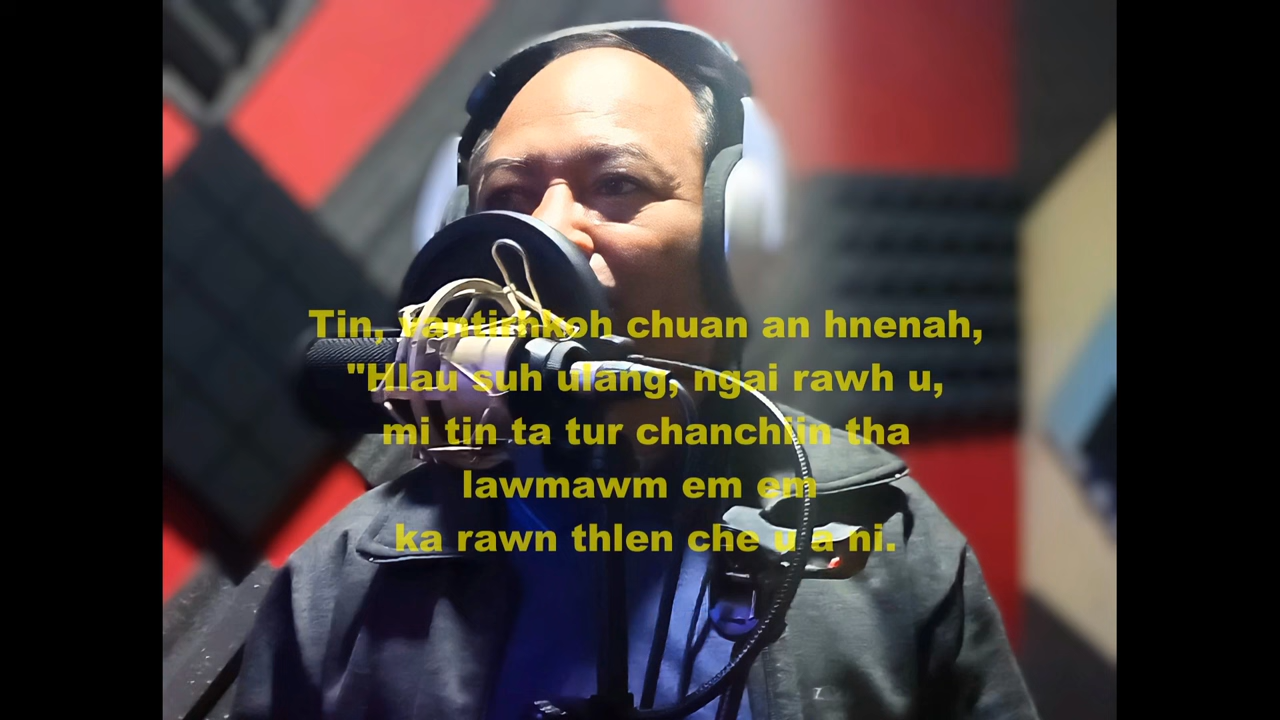 Tin, vantirhkoh chuan an hnenah,
"Hlau suh ulang, ngai rawh u,
mi tin ta tur chanchiin tha
lawmawm em em
ka rawn thlen che u a ni.